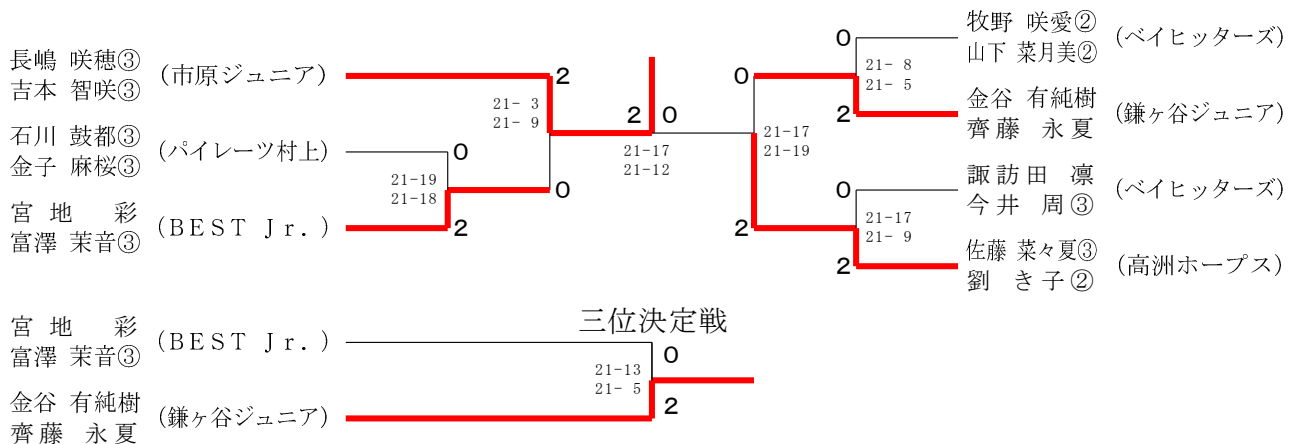 長嶋 咲穂③
吉本 智咲③
(市原ジュニア)
2
21- 3
21- 9
石川 鼓都③
金子 麻桜③
(パイレーツ村上)
0
21-19
21-18
0
宮地 彩
富澤 茉音③
(BEST Jr.)
2
2 0
21-17
21-12
牧野 咲愛②
山下 菜月美②
(ベイヒッターズ)
0
21- 8
21- 5
0
金谷 有純樹
齊藤 永夏
(鎌ヶ谷ジュニア)
2
21-17
21-19
諏訪田 凛
今井 周③
(ベイヒッターズ)
0
21-17
21- 9
2
佐藤 菜々夏③
劉 き子②
(高洲ホープス)
2
三位決定戦
宮地 彩
富澤 茉音③
(BEST Jr.)
0
21-13
21- 5
金谷 有純樹
齊藤 永夏
(鎌ヶ谷ジュニア)
2